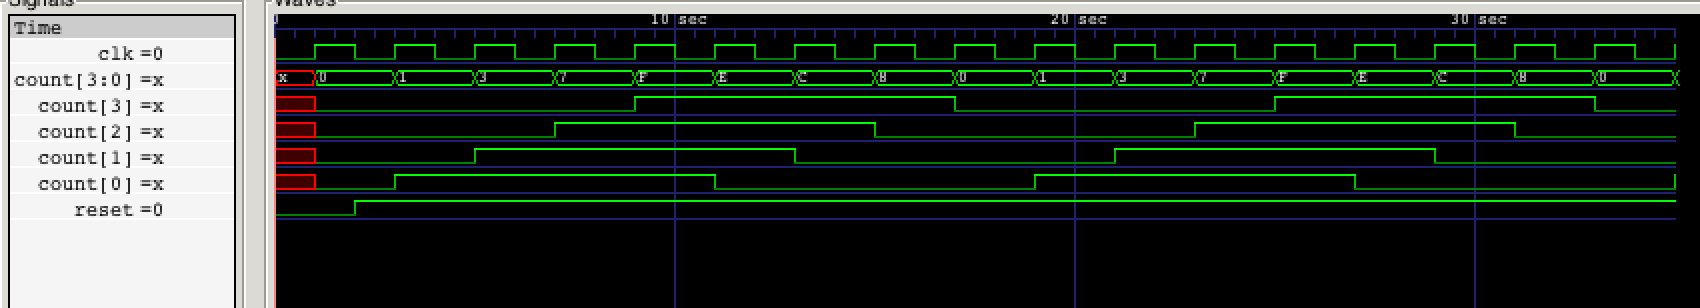 Signals
Waves
Time
10 sec
20 sec
30 sec
clk =0
count[3:0] =x
x 0 1 3 7 F E C 8 0 1 3 7 F E C 8 0
count[3] =x
count[2] =x
count[1] =x
count[0] =x
reset =0